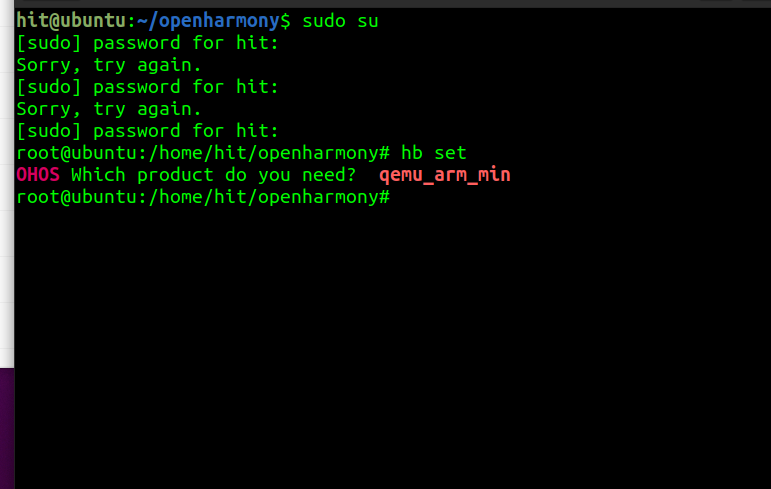 hit@ubuntu:~/openharmony$ sudo su
[sudo] password for hit:
Sorry, try again.
[sudo] password for hit:
Sorry, try again.
[sudo] password for hit:
root@ubuntu:/home/hit/openharmony# hb set
OHOS Which product do you need?  qemu_arm_min
root@ubuntu:/home/hit/openharmony#